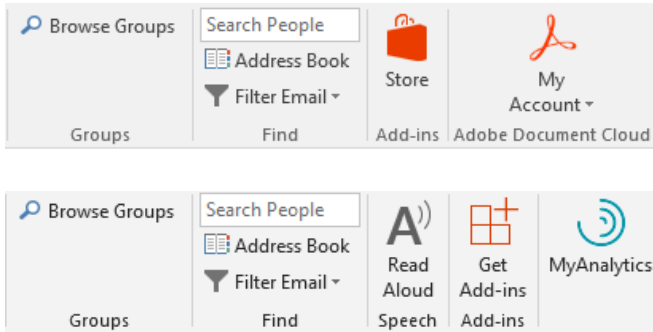 Browse Groups
Search People
Address Book
Filter Email
Store
My
Account
Groups
Find
Add-ins
Adobe Document Cloud
Browse Groups
Search People
Address Book
Filter Email
A
Read
Aloud
Get
Add-ins
MyAnalytics
Groups
Find
Speech
Add-ins